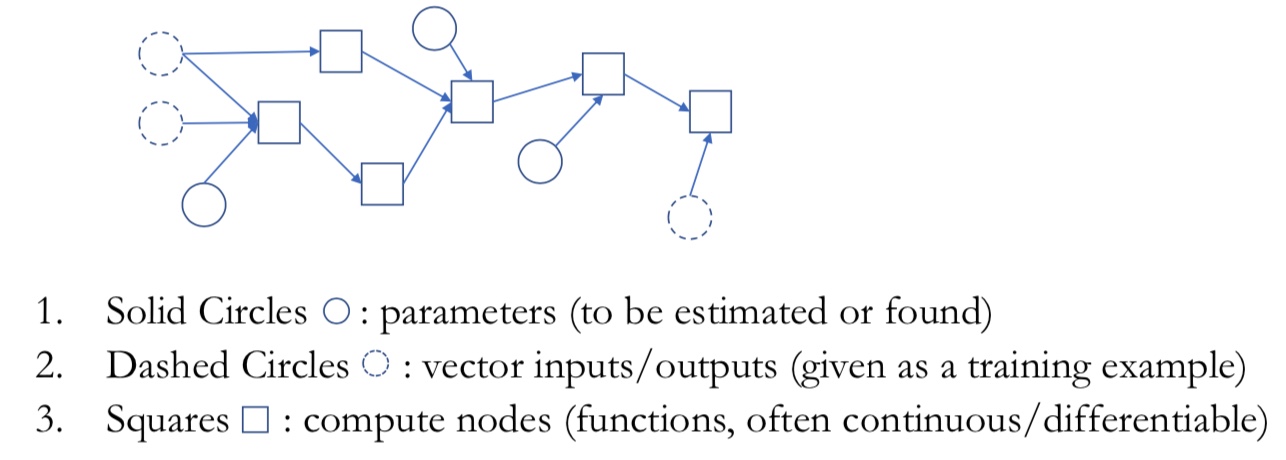 1. Solid Circles ○ : parameters (to be estimated or found)
2. Dashed Circles ◌ : vector inputs/outputs (given as a training example)
3. Squares □ : compute nodes (functions, often continuous/differentiable)